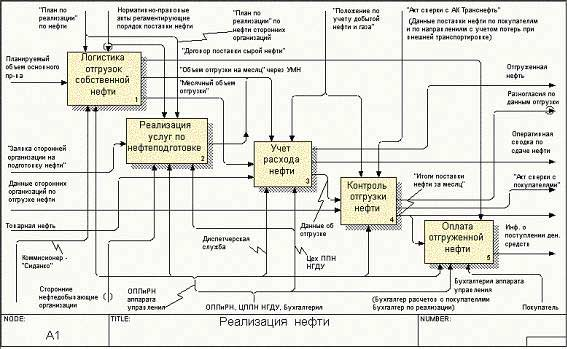 "План по
реализации"
по нефти
Нормативно-правовые
акты регламентирующие
порядок поставки нефти
"План по
реализации" по
нефти сторонних
организаций
"Положение по
учету добытой
нефти и газа"
"Акт сверки с АК Транснефть"
(Данные поставки нефти по покупателям
и по направлениям с учетом потерь при
внешней транспортировке)
"Договор поставки сырой нефти"
Планируемый
объем основного
пр-ка
Логистика
отгрузок
собственной
нефти
1
"Объем отгрузки на месяц" через УМН
"Месячный объем
отгрузки"
Отгруженная
нефть
Разногласия по
данным отгрузки
Реализация
услуг по
нефтеподготовке
2
Оперативная
сводка по
сдаче нефти
"Заявка сторонней
организации на
подготовку нефти"
Учет
расхода
нефти
3
"Итоги поставки
нефти за месяц"
"Акт сверки с
покупателями"
Данные сторонних
организаций по
отгрузке нефти
Контроль
отгрузки
нефти
4
Товарная нефть
Данные об
отгрузке
Оплата
отгруженной
нефти
5
Инф. о
поступлении ден.
средств
Диспетчерская
служба
Цех ППН
НГДУ
Коммисионер -
"Сиданко"
Сторонние
нефтедобывающие
организации
ОППиРН
аппарата
управления
ОППиРН, ЦППН НГДУ, Бухгалтерия
Бухгалтерия аппарата
управления
(Бухгалтер расчетов с покупателями
Бухгалтер по реализации)
Покупатель
NODE:
A1
TITLE:
Реализация нефти
NUMBER: